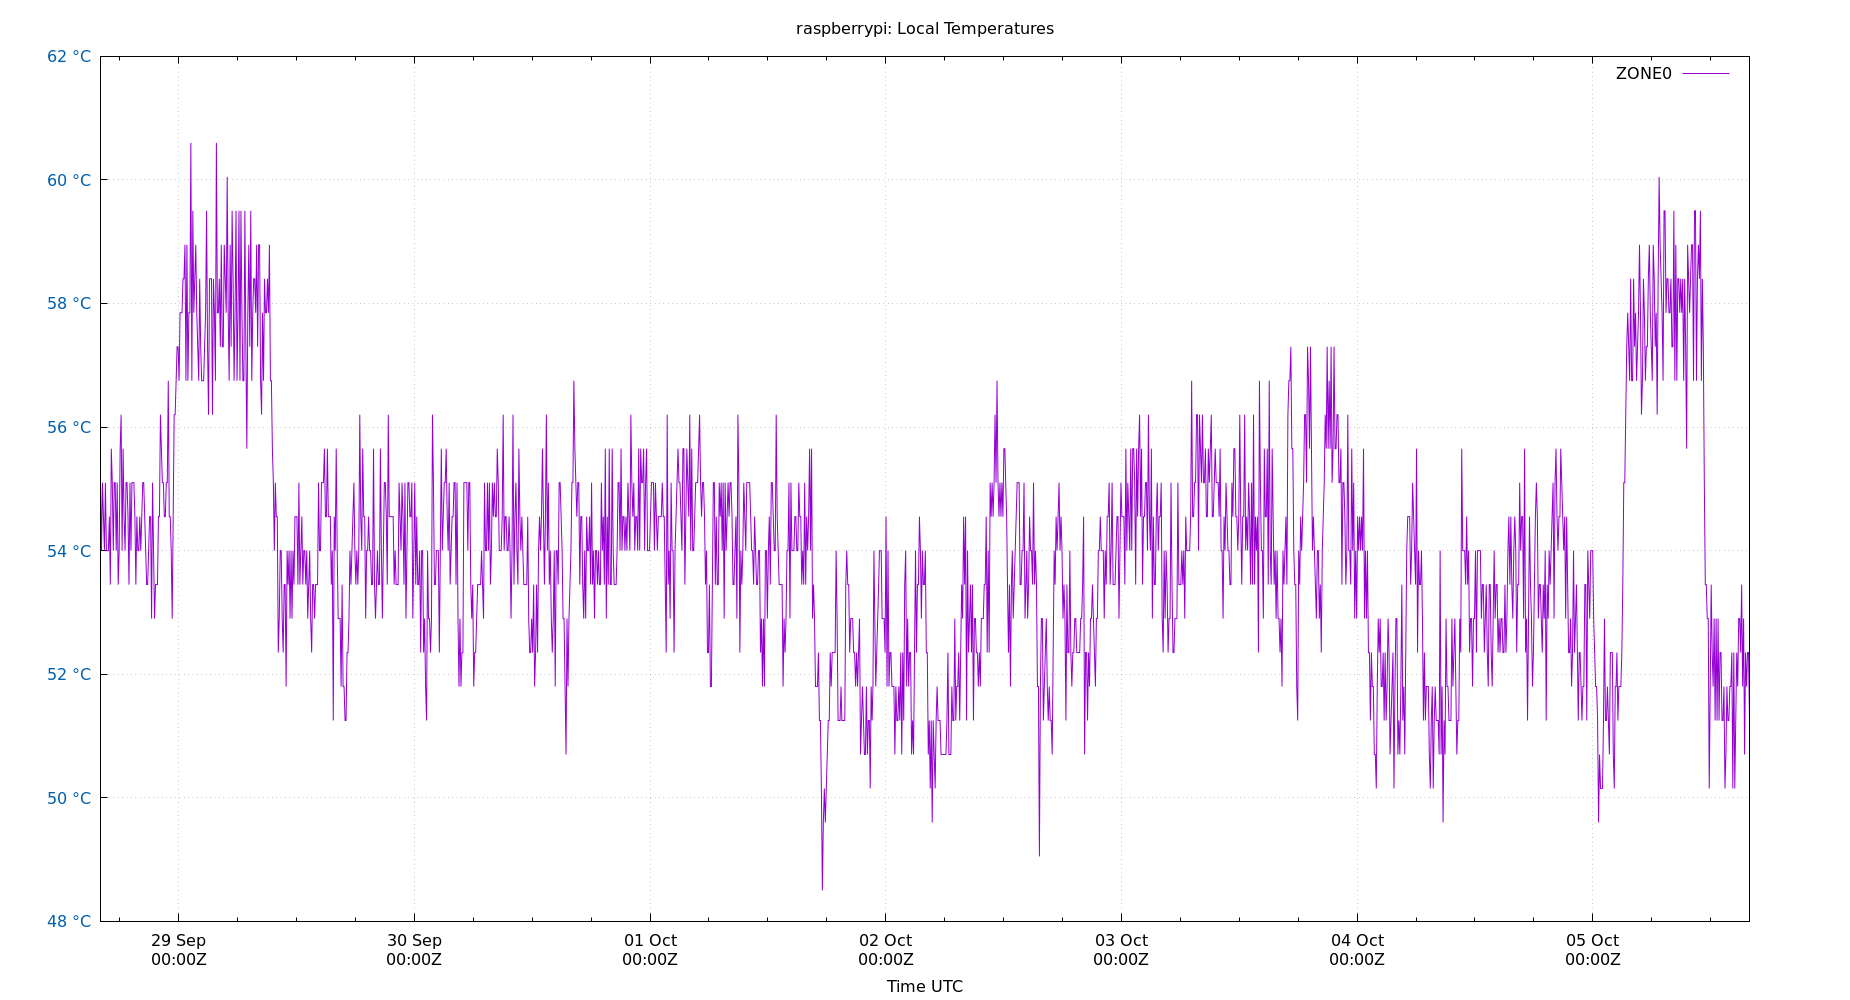 raspberrypi: Local Temperatures
62 °C
60 °C
58 °C
56 °C
54 °C
52 °C
50 °C
48 °C
ZONE0
29 Sep
00:00Z
30 Sep
00:00Z
01 Oct
00:00Z
02 Oct
00:00Z
03 Oct
00:00Z
04 Oct
00:00Z
05 Oct
00:00Z
Time UTC